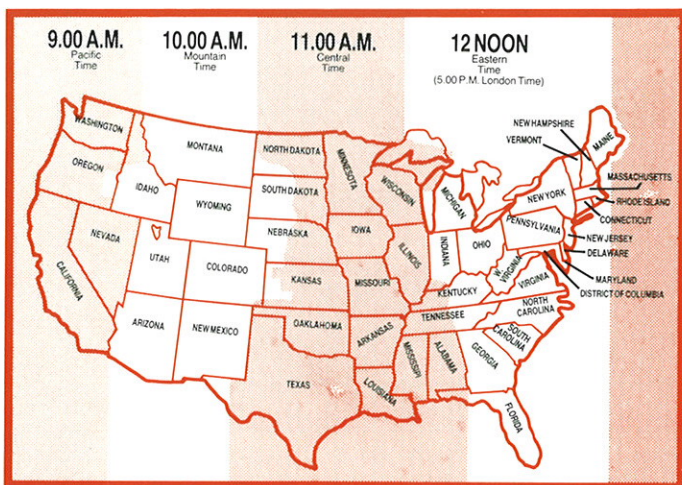 9.00 A.M.
Pacific
Time
10.00 A.M.
Mountain
Time
11.00 A.M.
Central
Time
12 NOON
Eastern
Time
(5.00 P.M. London Time)
WASHINGTON
OREGON
CALIFORNIA
NEVADA
IDAHO
MONTANA
WYOMING
UTAH
COLORADO
ARIZONA
NEW MEXICO
NORTH DAKOTA
SOUTH DAKOTA
NEBRASKA
KANSAS
OAKLAHOMA
TEXAS
MINNESOTA
IOWA
MISSOURI
ARKANSAS
LOUISIANA
WISCONSIN
ILLINOIS
MICHIGAN
INDIANA
OHIO
KENTUCKY
TENNESSEE
MISSISSIPI
ALABAMA
GEORGIA
FLORIDA
SOUTH
CAROLINA
NORTH
CAROLINA
VIRGINIA
W.
VIRGINIA
PENNSYLVANIA
NEW YORK
VERMONT
NEW HAMPSHIRE
MAINE
MASSACHUSETTS
RHODE ISLAND
CONNECTICUT
NEW JERSEY
DELAWARE
MARYLAND
DISTRICT OF COLUMBIA